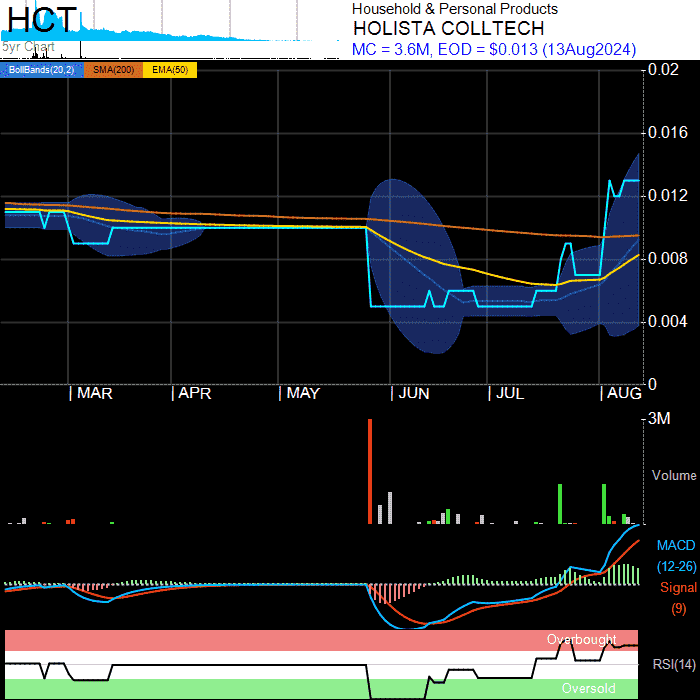 HCT
5yr Chart
Household & Personal Products
HOLISTA COLLTECH
MC = 3.6M, EOD = $0.013 (13Aug2024)
BollBands(20,2) SMA(200) EMA(50)
0.02
0.016
0.012
0.008
0.004
0
| MAR | APR | MAY | JUN | JUL | AUG
3M
Volume
MACD
(12-26)
Signal
(9)
Overbought
RSI(14)
Oversold